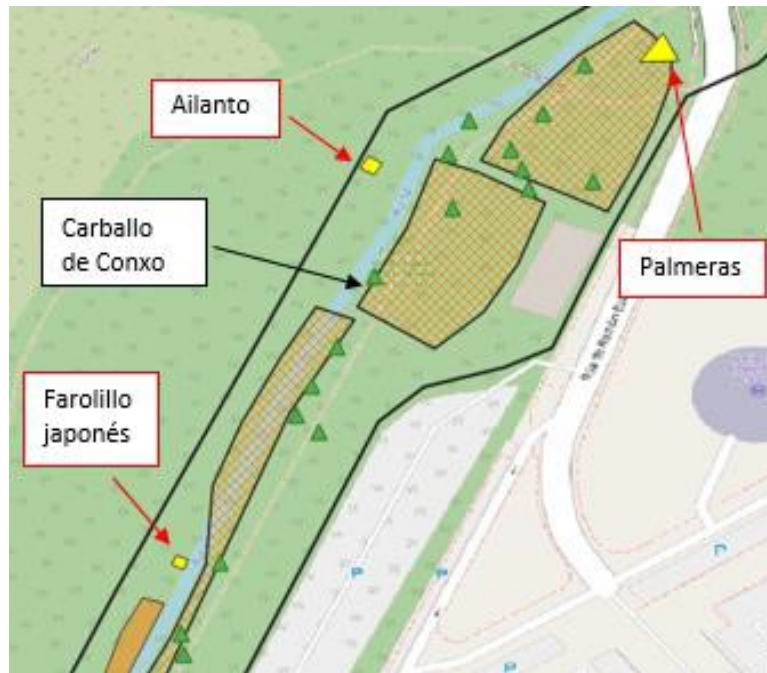 Ailanto
Carballo
de Conxo
Palmeras
Farolillo
japonés
P
P
P